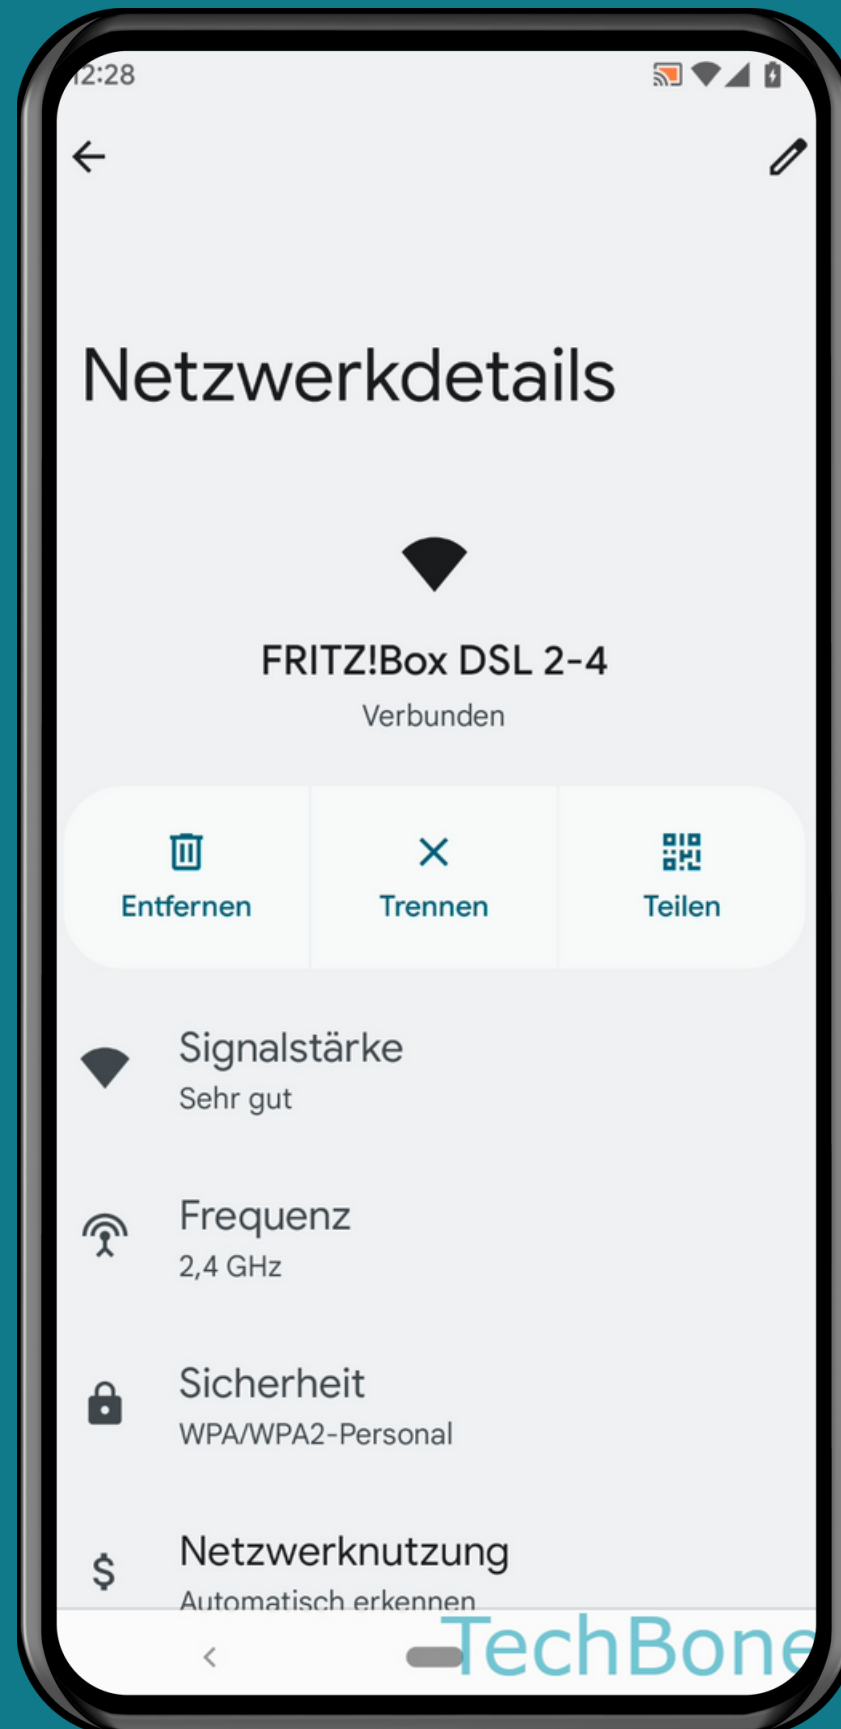 12:28
Netzwerkdetails
FRITZ!Box DSL 2-4
Verbunden
Entfernen
Trennen
Teilen
Signalstärke
Sehr gut
Frequenz
2,4 GHz
Sicherheit
WPA/WPA2-Personal
Netzwerknutzung
Automatisch erkennen
TechBone